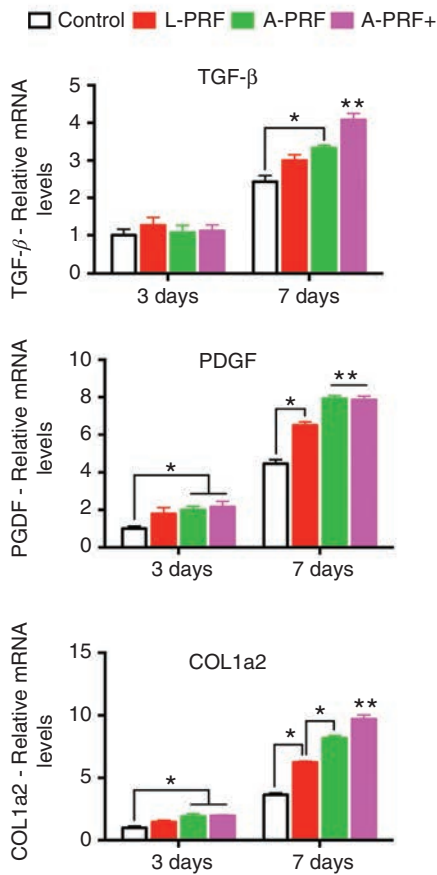 Control L-PRF A-PRF A-PRF+
TGF-β
TGF-β - Relative mRNA
levels
5
4
3
2
1
0
*
**
3 days 7 days
PDGF
PGDF - Relative mRNA
levels
10
8
6
4
2
0
*
*
**
3 days 7 days
COL1a2
COL1a2 - Relative mRNA
levels
15
10
5
0
*
*
*
**
3 days 7 days